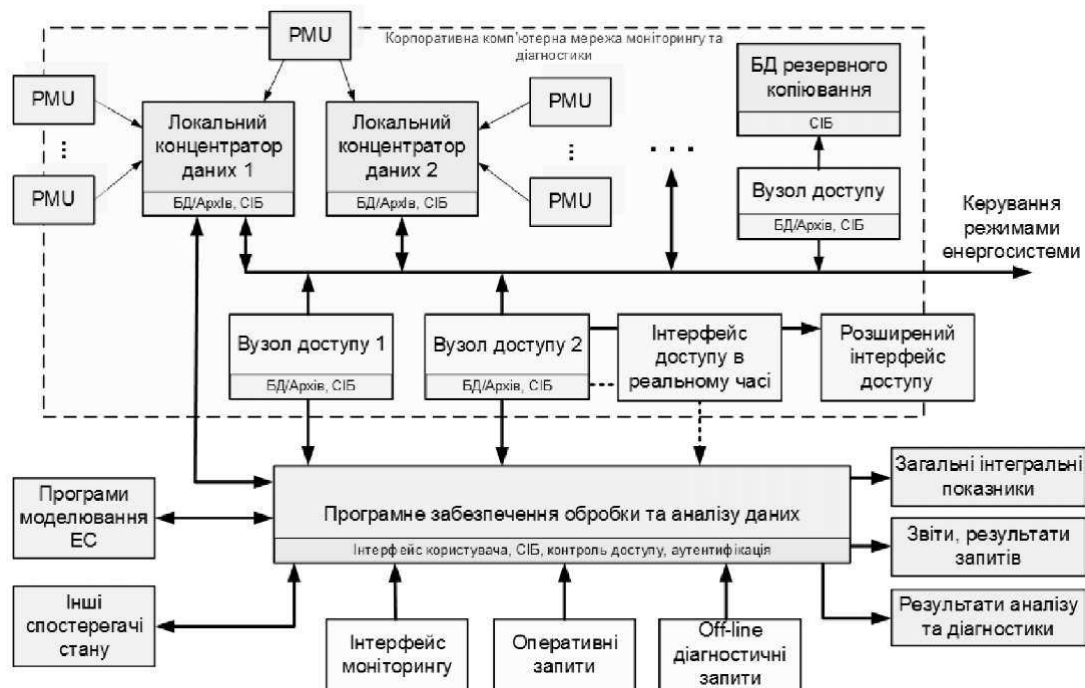 PMU
Корпоративна комп'ютерна мережа моніторингу та
діагностики
PMU
⋮
PMU
Локальний
концентратор
даних 1
БД/Архів, СІБ
Локальний
концентратор
даних 2
БД/Архів, СІБ
PMU
⋮
PMU
. . .
БД резервного
копіювання
СІБ
Вузол доступу
БД/Архів, СІБ
Керування
режимами
енергосистеми
Вузол доступу 1
БД/Архів, СІБ
Вузол доступу 2
БД/Архів, СІБ
Інтерфейс
доступу в
реальному часі
Розширений
інтерфейс
доступу
Програми
моделювання
ЕС
Інші
спостерегачі
стану
Програмне забезпечення обробки та аналізу даних
Інтерфейс користувача, СІБ, контроль доступу, аутентифікація
Загальні інтегральні
показники
Звіти, результати
запитів
Результати аналізу
та діагностики
Інтерфейс
моніторингу
Оперативні
запити
Off-line
діагностичні
запити